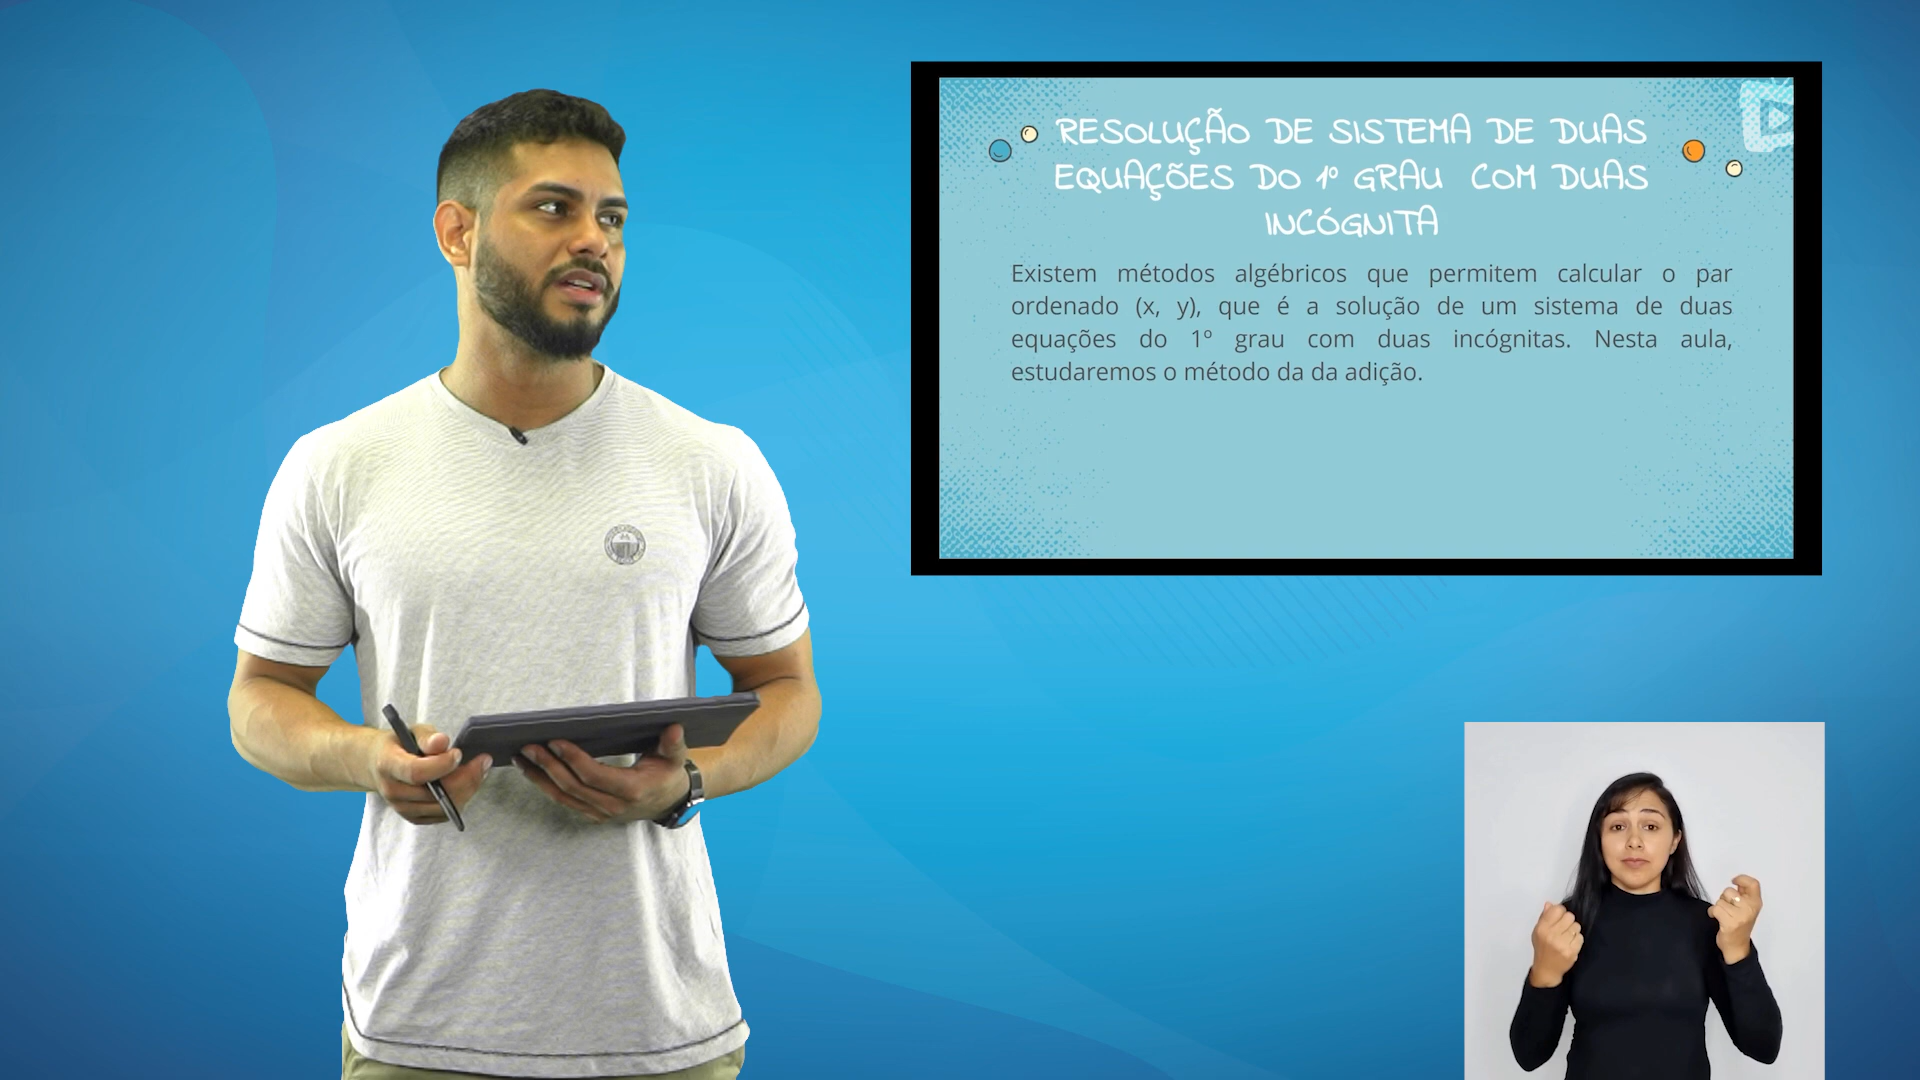 RESOLUÇÃO DE SISTEMA DE DUAS
EQUAÇÕES DO 1º GRAU COM DUAS
INCÓGNITA
Existem métodos algébricos que permitem calcular o par
ordenado (x, y), que é a solução de um sistema de duas
equações do 1º grau com duas incógnitas. Nesta aula,
estudaremos o método da da adição.